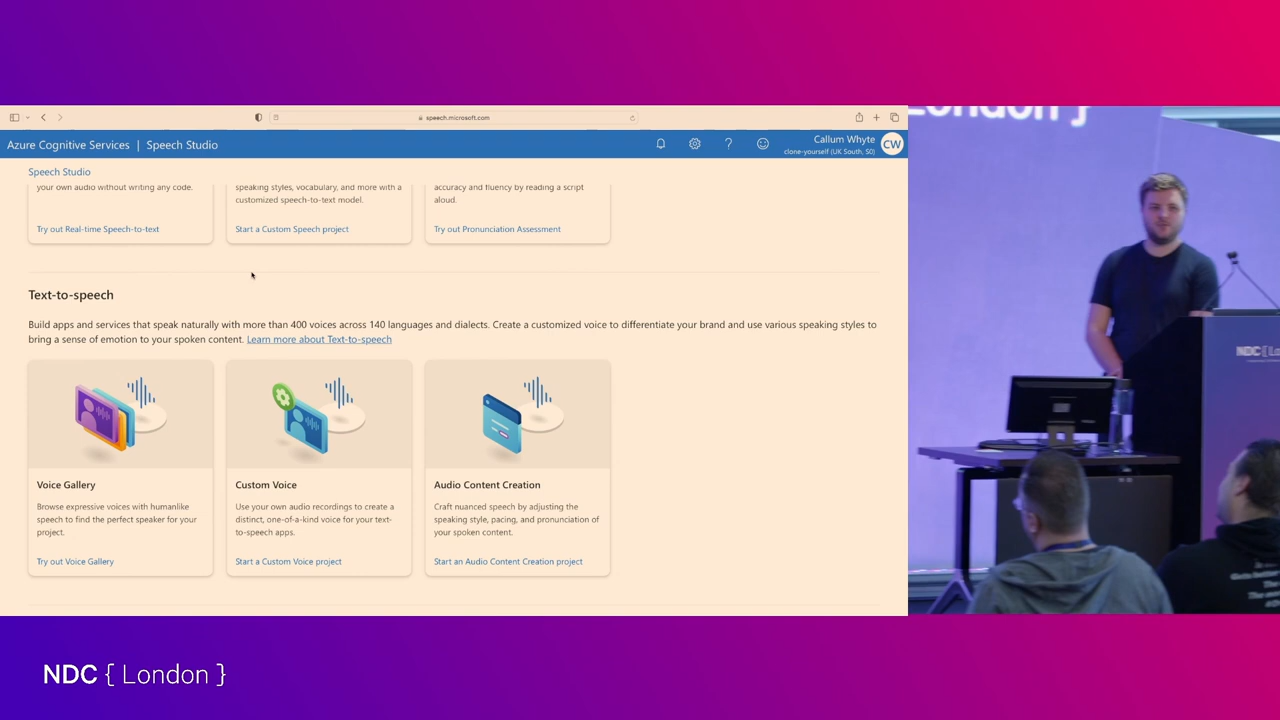 speech.microsoft.com
Azure Cognitive Services | Speech Studio
Callum Whyte
clone-yourself (UK South, S0)
CW
Speech Studio
your own audio without writing any code.
Try out Real-time Speech-to-text
speaking styles, vocabulary, and more with a
customized speech-to-text model.
Start a Custom Speech project
accuracy and fluency by reading a script
aloud.
Try out Pronunciation Assessment
Text-to-speech
Build apps and services that speak naturally with more than 400 voices across 140 languages and dialects. Create a customized voice to differentiate your brand and use various speaking styles to
bring a sense of emotion to your spoken content. Learn more about Text-to-speech
Voice Gallery
Browse expressive voices with humanlike
speech to find the perfect speaker for your
project.
Try out Voice Gallery
Custom Voice
Use your own audio recordings to create a
distinct, one-of-a-kind voice for your text-
to-speech apps.
Start a Custom Voice project
Audio Content Creation
Craft nuanced speech by adjusting the
speaking style, pacing, and pronunciation of
your spoken content.
Start an Audio Content Creation project
London }
NDC { Lo
NDC { London }